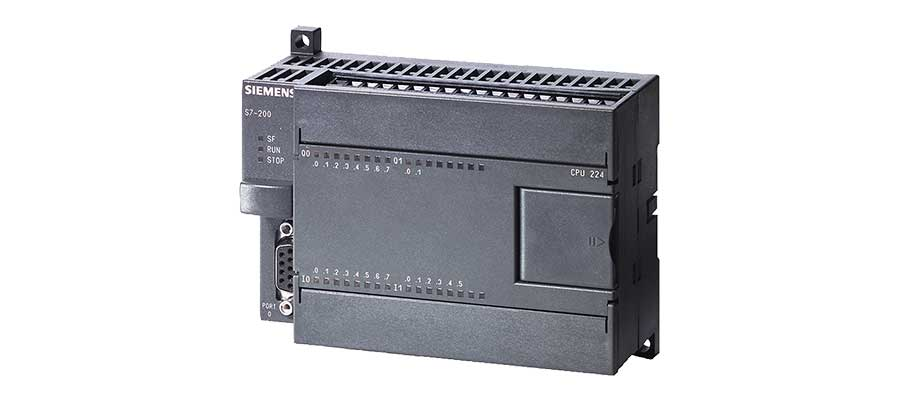 SIEMENS
S7-200
SF
RUN
STOP
Q0 .0 .1 .2 .3 .4 .5 .6 .7 Q1 .0 .1
CPU 224
I0 .0 .1 .2 .3 .4 .5 .6 .7 I1 .0 .1 .2 .3 .4 .5
PORT
0